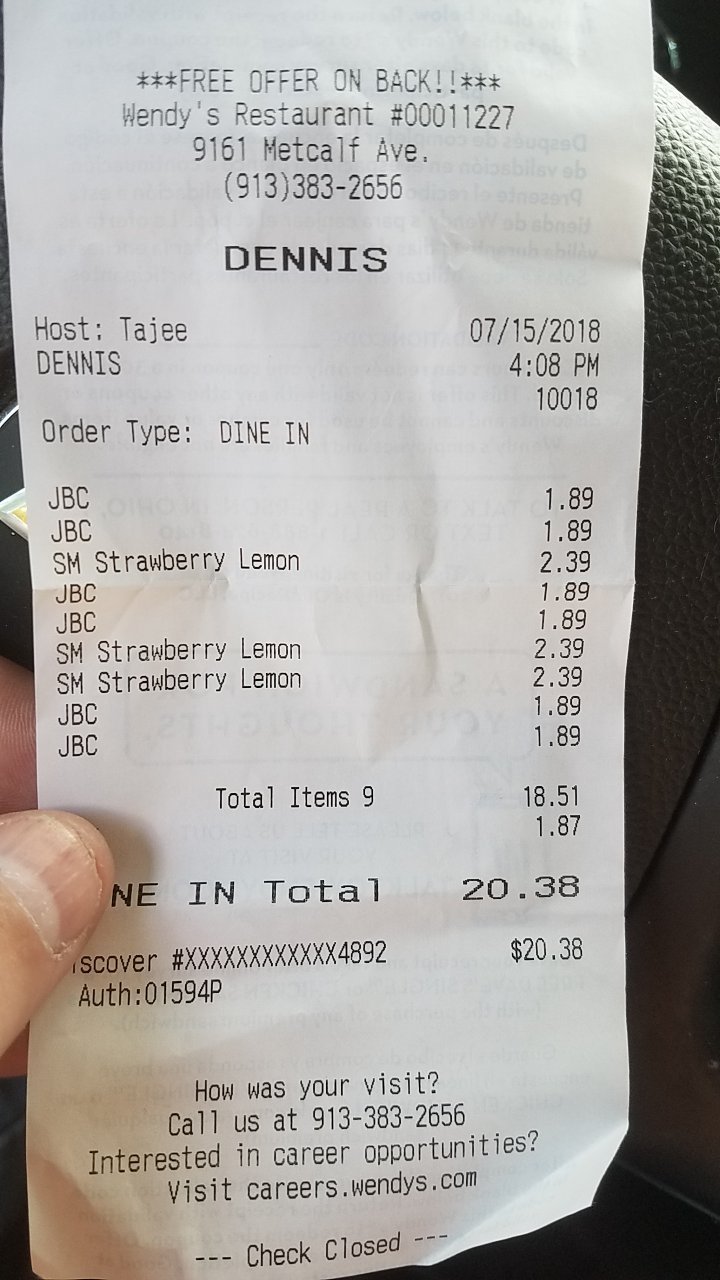 ***FREE OFFER ON BACK!!***
Wendy's Restaurant #00011227
9161 Metcalf Ave.
(913)383-2656
DENNIS
Host: Tajee 07/15/2018
DENNIS 4:08 PM
10018
Order Type: DINE IN
JBC 1.89
JBC 1.89
SM Strawberry Lemon 2.39
JBC 1.89
JBC 1.89
SM Strawberry Lemon 2.39
SM Strawberry Lemon 2.39
JBC 1.89
JBC 1.89
Total Items 9 18.51
1.87
NE IN Total 20.38
iscover #XXXXXXXXXXXX4892 $20.38
Auth:01594P
How was your visit?
Call us at 913-383-2656
Interested in career opportunities?
Visit careers.wendys.com
--- Check Closed ---